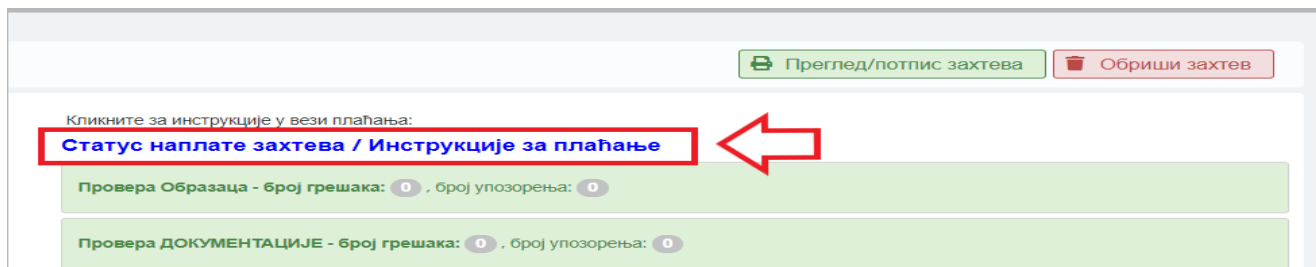 Преглед/потпис захтева Обриши захтев
Кликните за инструкције у вези плаћања:
Статус наплате захтева / Инструкције за плаћање
Провера Образаца - број грешака: 0 , број упозорења: 0
Провера ДОКУМЕНТАЦИЈЕ - број грешака: 0 , број упозорења: 0